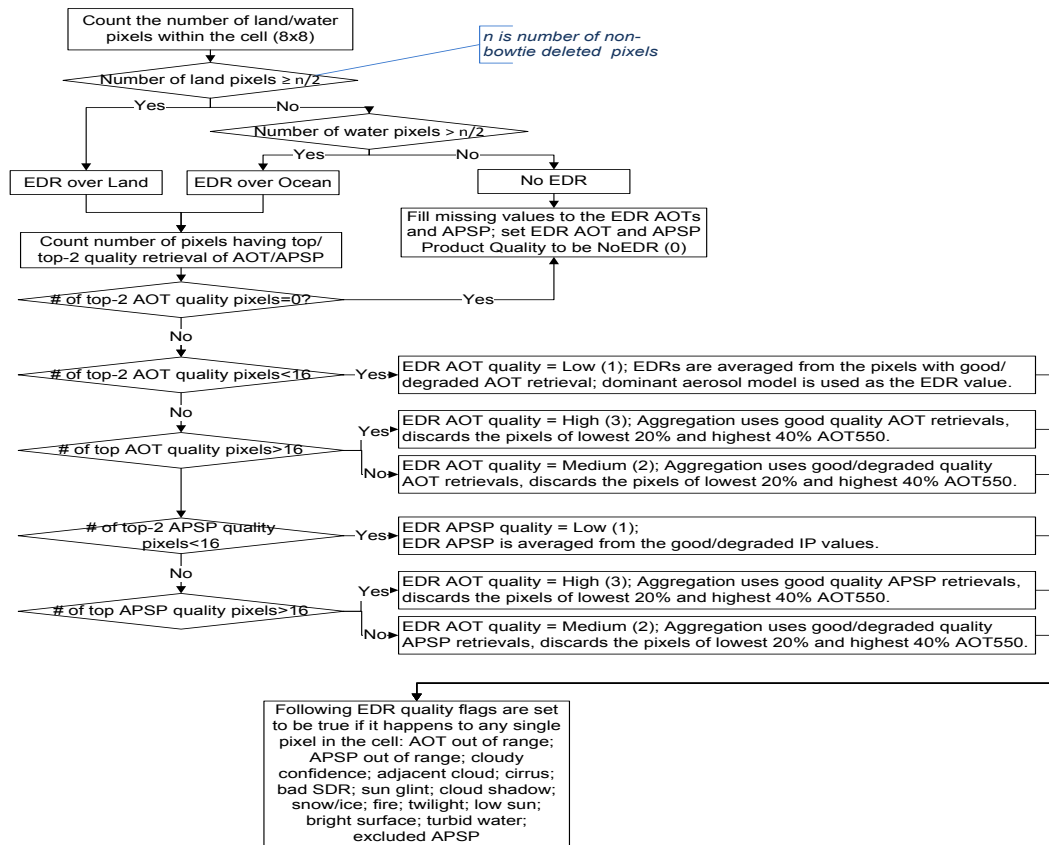 Count the number of land/water
pixels within the cell (8x8)
n is number of non-
bowtie deleted pixels
Number of land pixels ≥ n/2
Yes
No
Number of water pixels > n/2
Yes
No
EDR over Land
EDR over Ocean
No EDR
Fill missing values to the EDR AOTs
and APSP; set EDR AOT and APSP
Product Quality to be NoEDR (0)
Count number of pixels having top/
top-2 quality retrieval of AOT/APSP
# of top-2 AOT quality pixels=0?
Yes
No
# of top-2 AOT quality pixels<16
Yes
EDR AOT quality = Low (1); EDRs are averaged from the pixels with good/
degraded AOT retrieval; dominant aerosol model is used as the EDR value.
No
# of top AOT quality pixels>16
Yes
EDR AOT quality = High (3); Aggregation uses good quality AOT retrievals,
discards the pixels of lowest 20% and highest 40% AOT550.
No
EDR AOT quality = Medium (2); Aggregation uses good/degraded quality
AOT retrievals, discards the pixels of lowest 20% and highest 40% AOT550.
# of top-2 APSP quality
pixels<16
Yes
EDR APSP quality = Low (1);
EDR APSP is averaged from the good/degraded IP values.
No
# of top APSP quality pixels>16
Yes
EDR AOT quality = High (3); Aggregation uses good quality APSP retrievals,
discards the pixels of lowest 20% and highest 40% AOT550.
No
EDR AOT quality = Medium (2); Aggregation uses good/degraded quality
APSP retrievals, discards the pixels of lowest 20% and highest 40% AOT550.
Following EDR quality flags are set
to be true if it happens to any single
pixel in the cell: AOT out of range;
APSP out of range; cloudy
confidence; adjacent cloud; cirrus;
bad SDR; sun glint; cloud shadow;
snow/ice; fire; twilight; low sun;
bright surface; turbid water;
excluded APSP